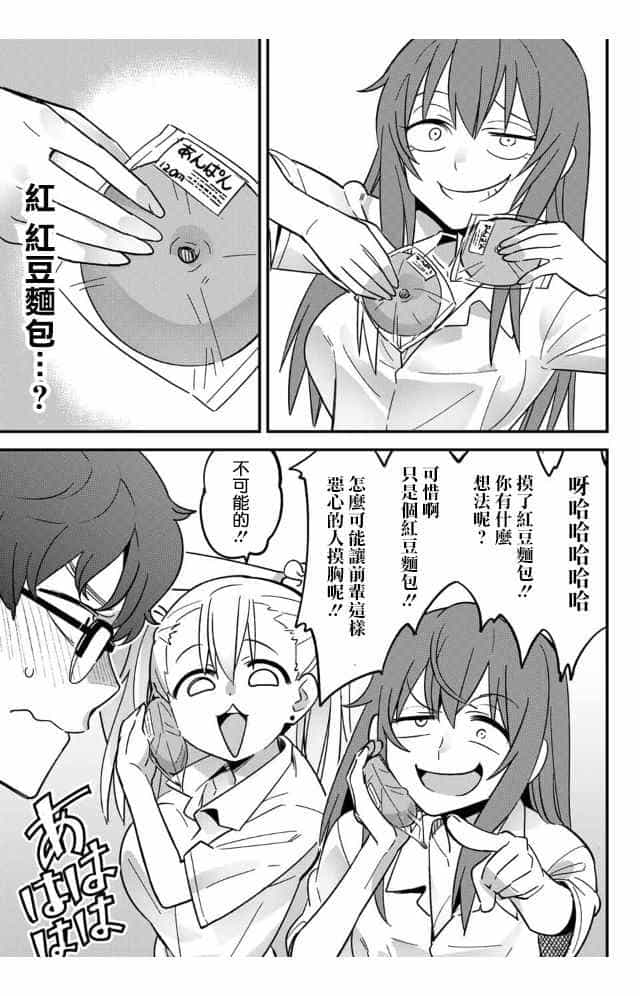 あんぱん
120円
紅 紅豆麵包…?
呀哈哈哈哈哈
摸了紅豆麵包!!
你有什麼
想法呢?
可惜啊
只是個紅豆麵包!!
怎麼可能讓前輩這樣
惡心的人摸胸呢!!
不可能的!!
あはは
はは
はは